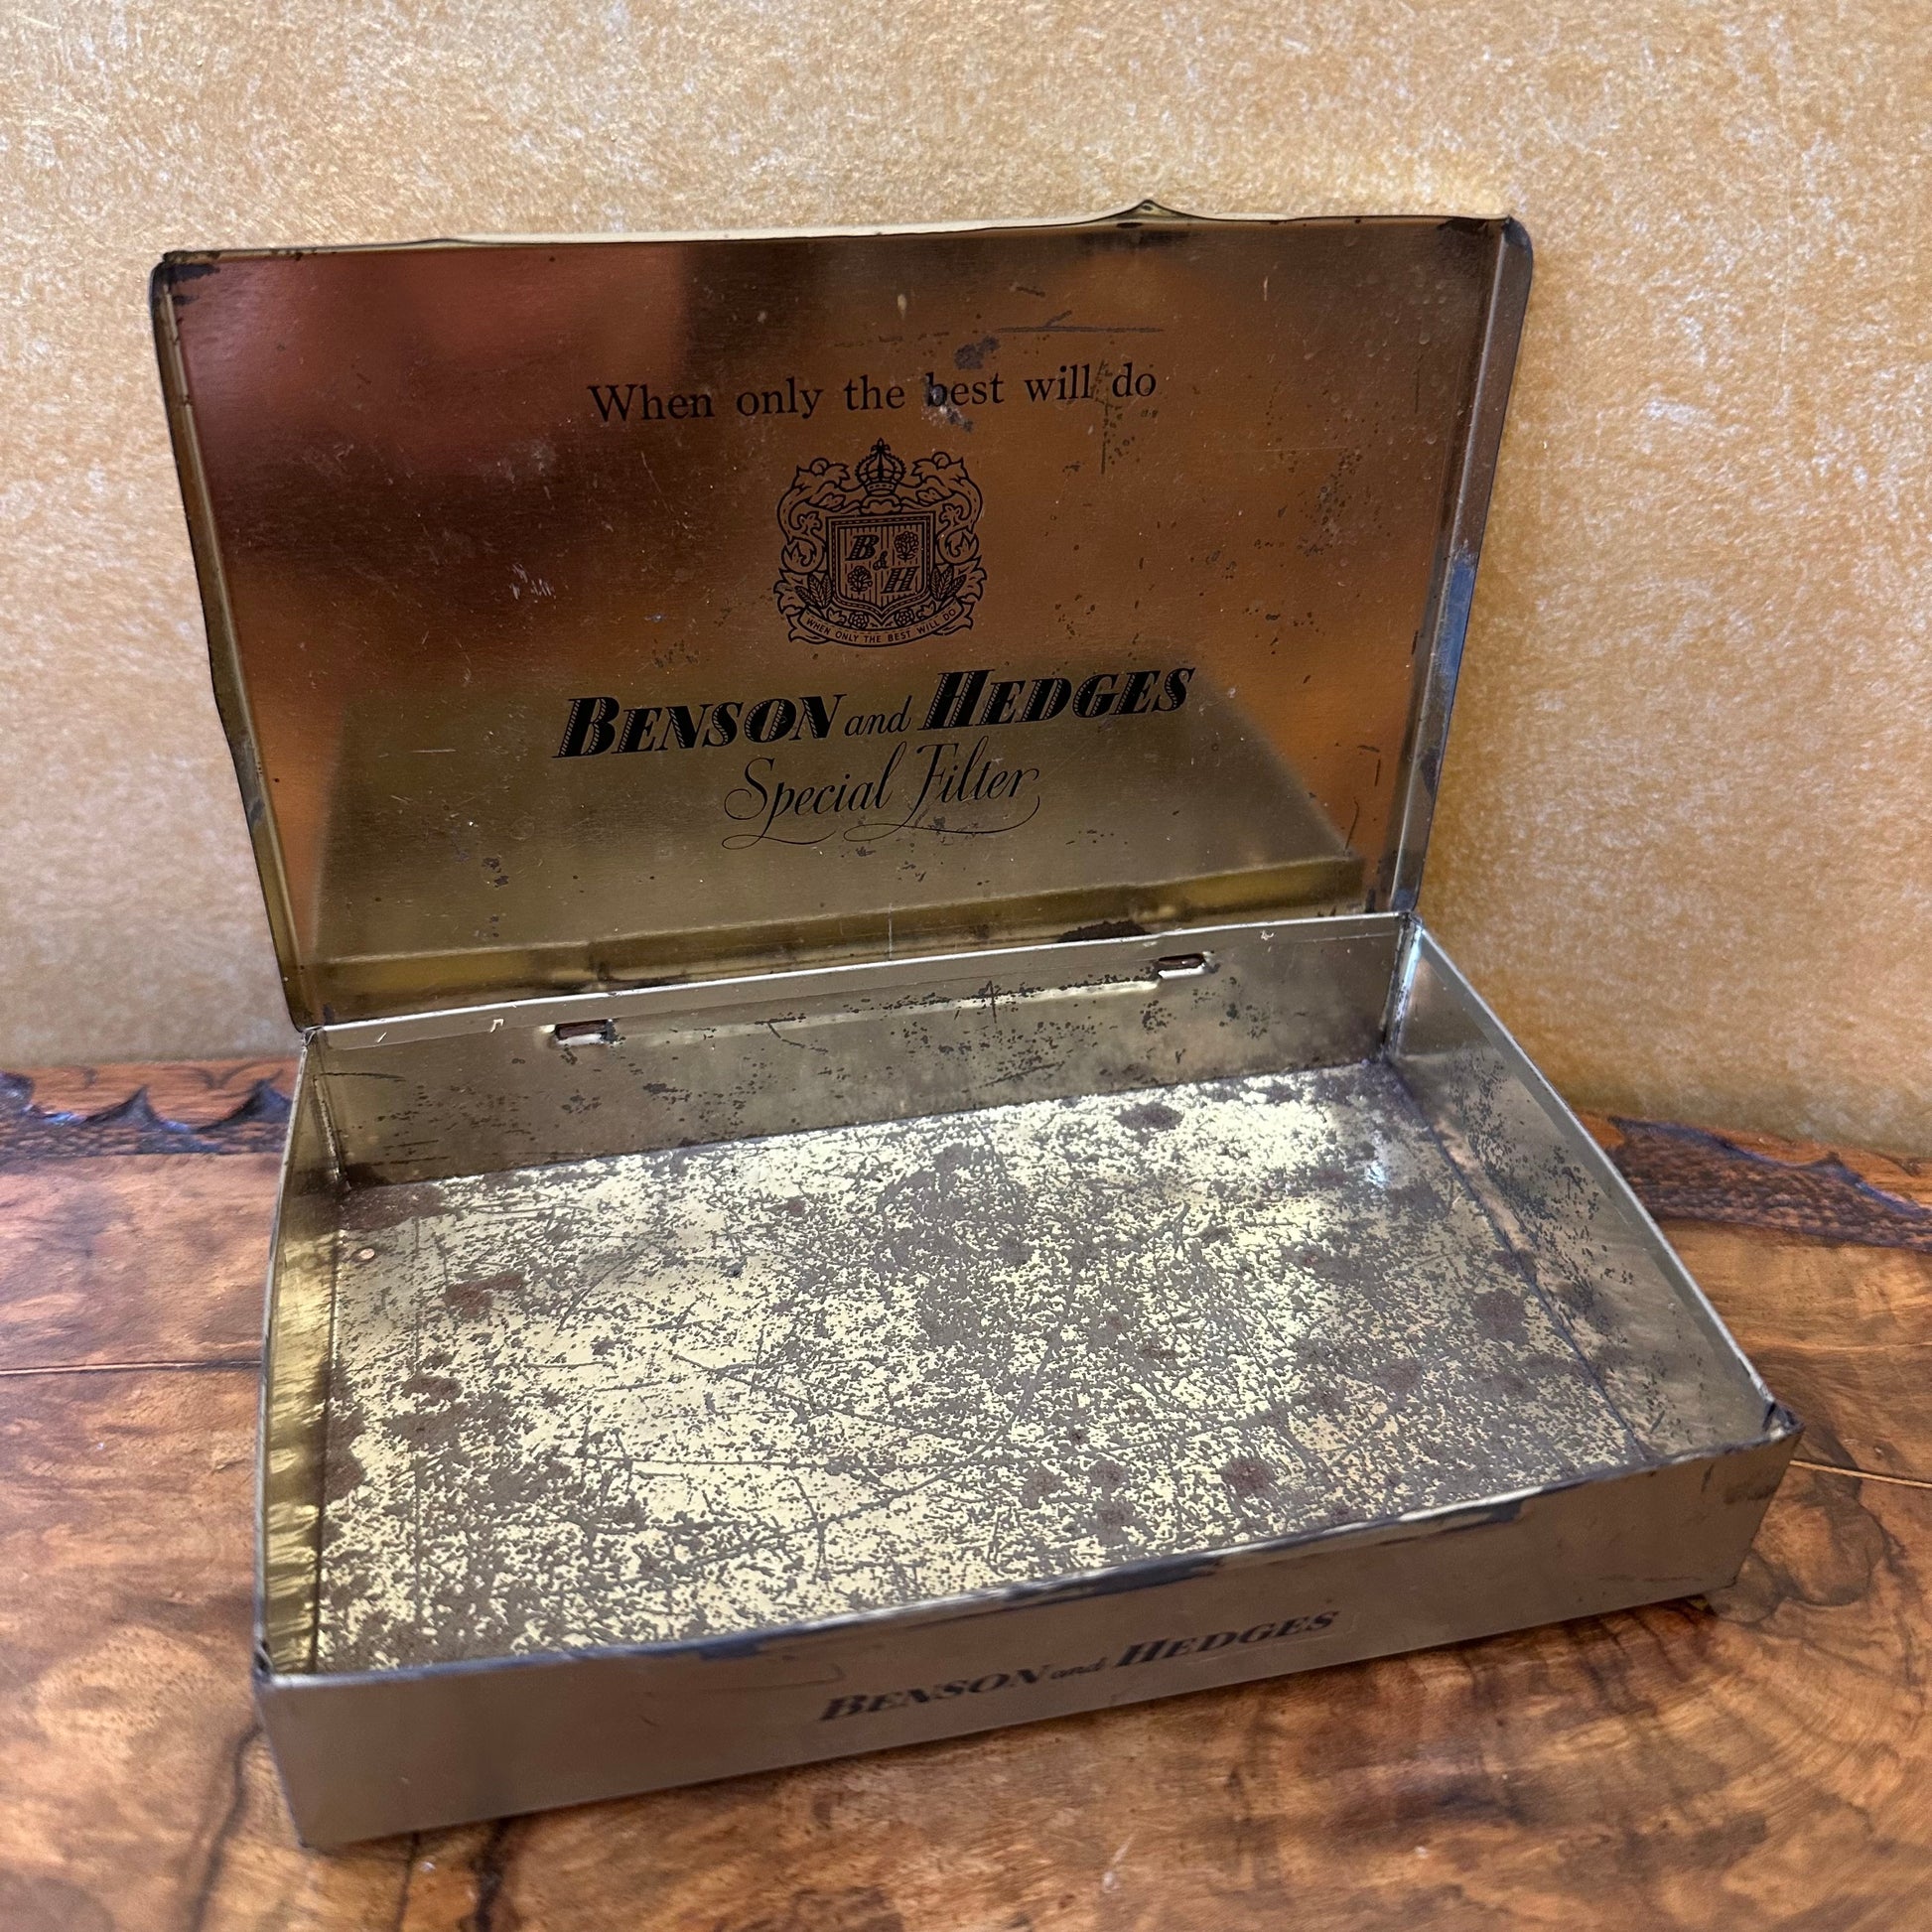 When only the best will do
B
&
H
WHEN ONLY THE BEST WILL DO
BENSON and HEDGES
Special Filter
BENSON and HEDGES